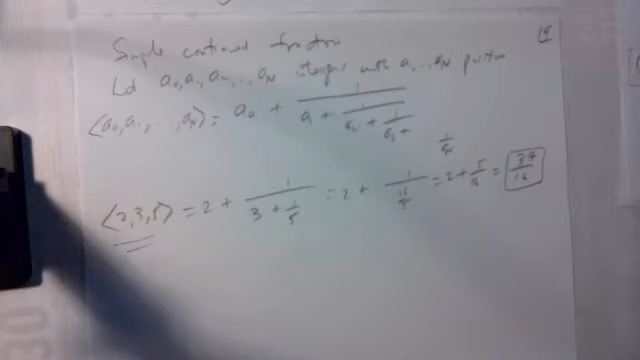 Simple continued fraction
Let a₀, a₁, a₂, ..., a_N integers with a₁ ... a_N positive
⟨a₀, a₁, ..., a_N⟩ = a₀ + 1/(a₁ + 1/(a₂ + 1/(a₃ + 1/a_N
⟨2,3,5⟩ = 2 + 1/(3 + 1/5) = 2 + 1/(16/5) = 2 + 5/16 = 37/16